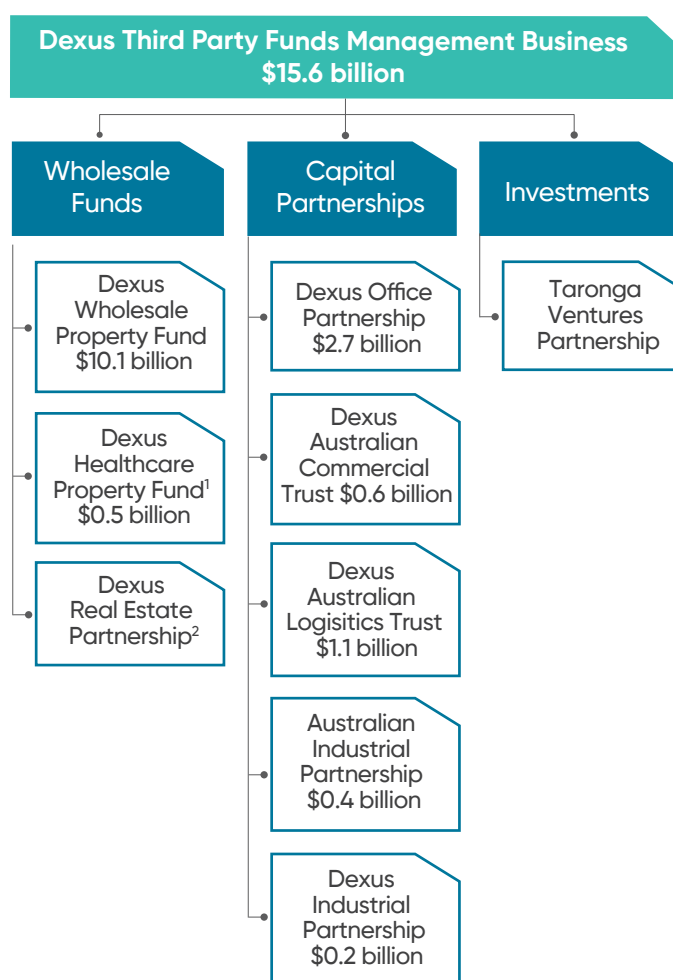 Dexus Third Party Funds Management Business
$15.6 billion
Wholesale
Funds
Dexus
Wholesale
Property Fund
$10.1 billion
Dexus
Healthcare
Property Fund¹
$0.5 billion
Dexus
Real Estate
Partnership²
Capital
Partnerships
Dexus Office
Partnership
$2.7 billion
Dexus
Australian
Commercial
Trust $0.6 billion
Dexus
Australian
Logisitics Trust
$1.1 billion
Australian
Industrial
Partnership
$0.4 billion
Dexus
Industrial
Partnership
$0.2 billion
Investments
Taronga
Ventures
Partnership